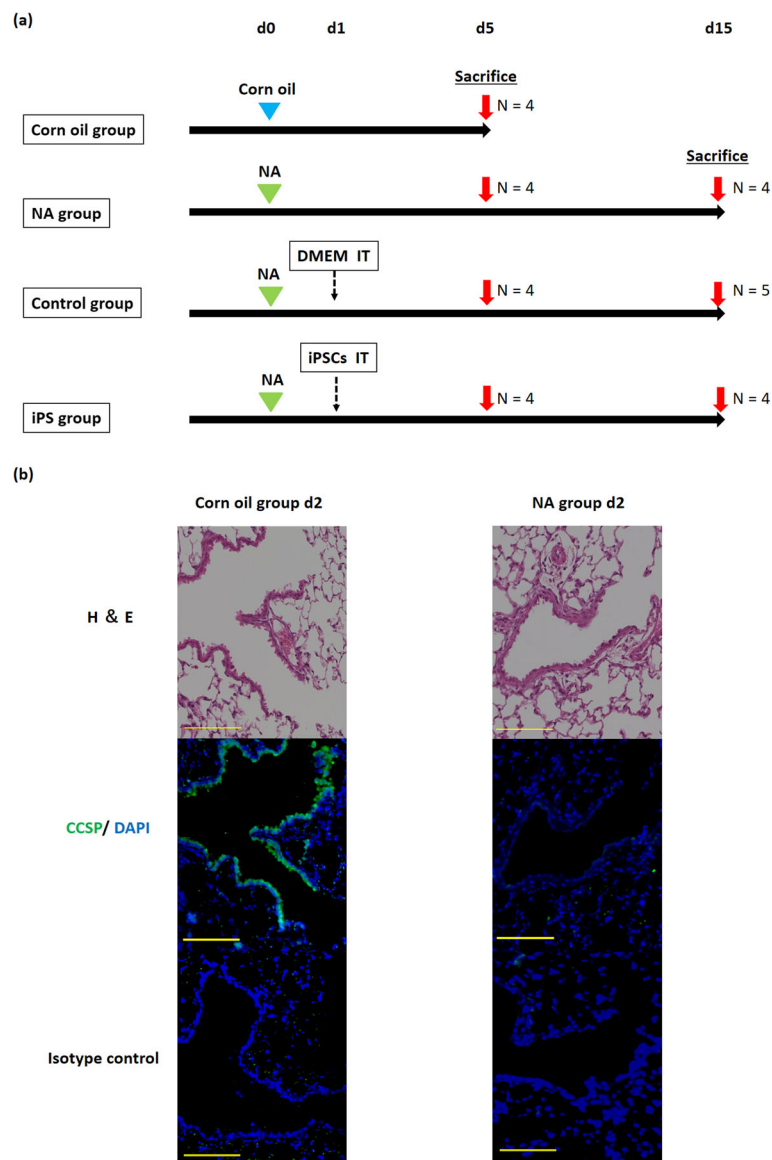 (a)
d0 d1 d5 d15
Corn oil Sacrifice
N = 4
Corn oil group
Sacrifice
NA N = 4 N = 4
NA group
DMEM IT
NA N = 4 N = 5
Control group
iPSCs IT
NA N = 4 N = 4
iPS group
(b)
Corn oil group d2 NA group d2
H & E
CCSP/ DAPI
Isotype control